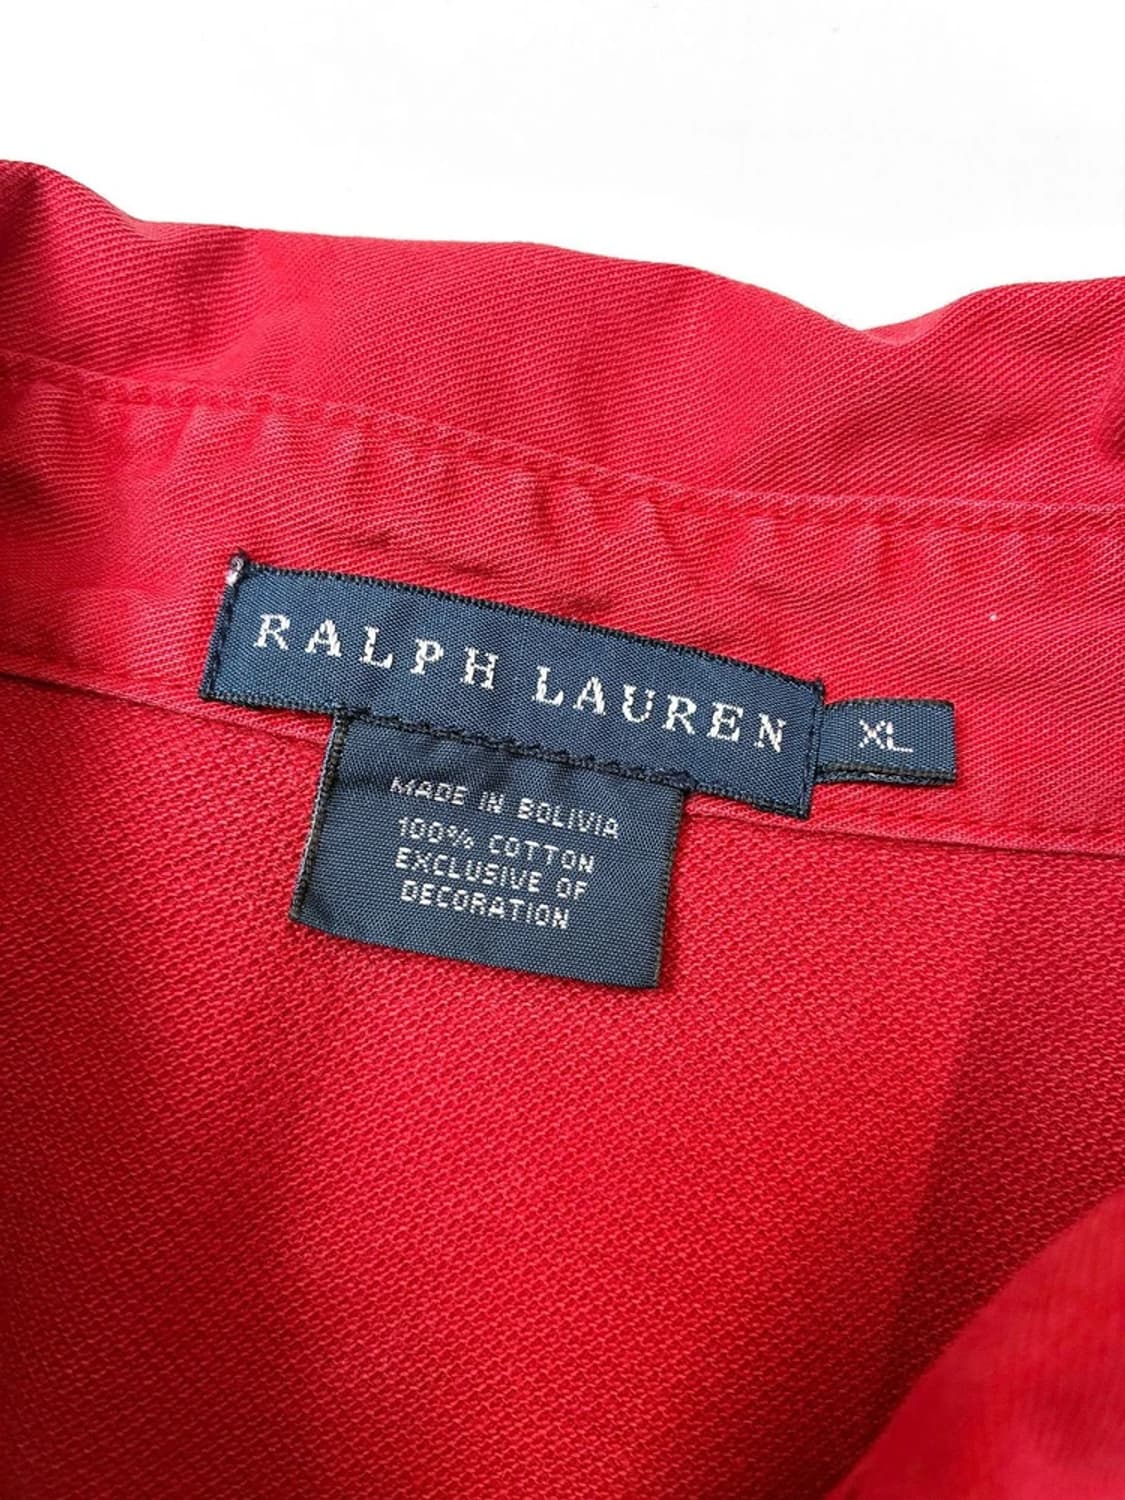 RALPH LAUREN
XL
MADE IN BOLIVIA
100% COTTON
EXCLUSIVE OF
DECORATION